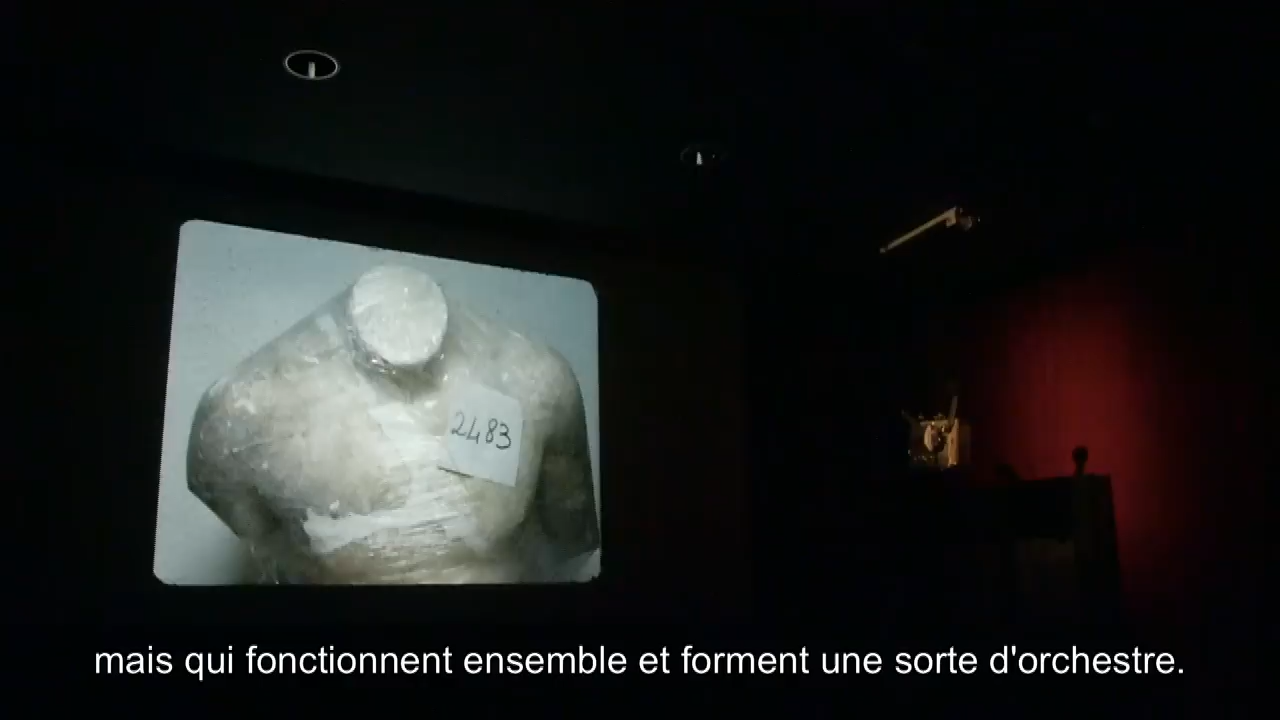 2483
mais qui fonctionnent ensemble et forment une sorte d'orchestre.